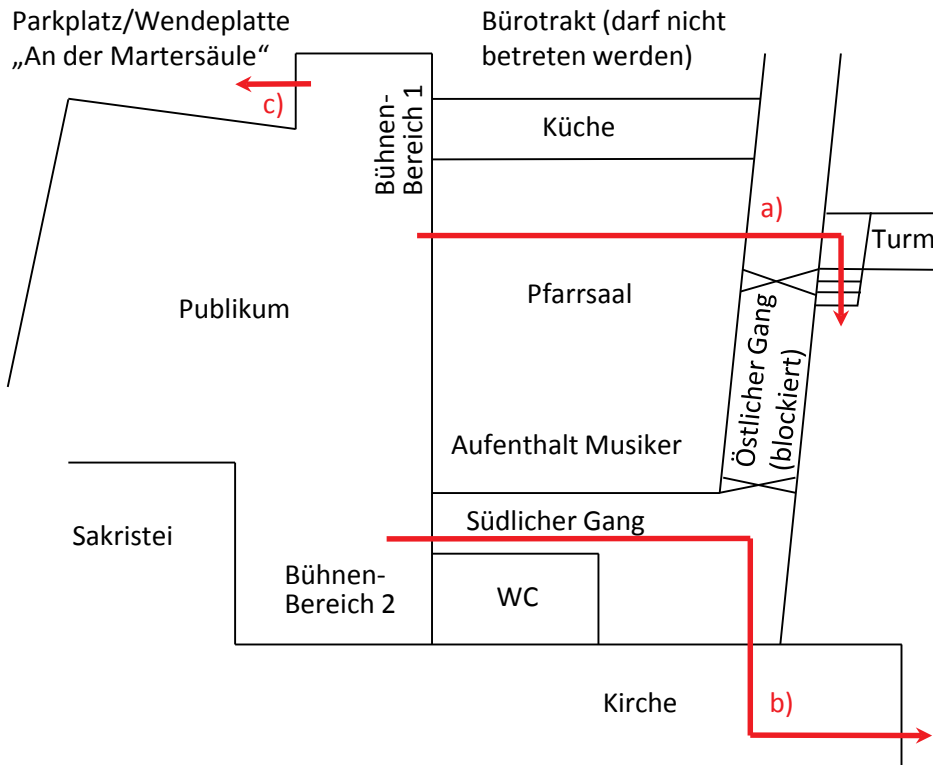 Parkplatz/Wendeplatte
„An der Martersäule“
Bürotrakt (darf nicht
betreten werden)
c)
Bühnen-
Bereich 1
Küche
a)
Turm
Publikum
Pfarrsaal
Östlicher Gang
(blockiert)
Aufenthalt Musiker
Sakristei
Südlicher Gang
Bühnen-
Bereich 2
WC
Kirche
b)